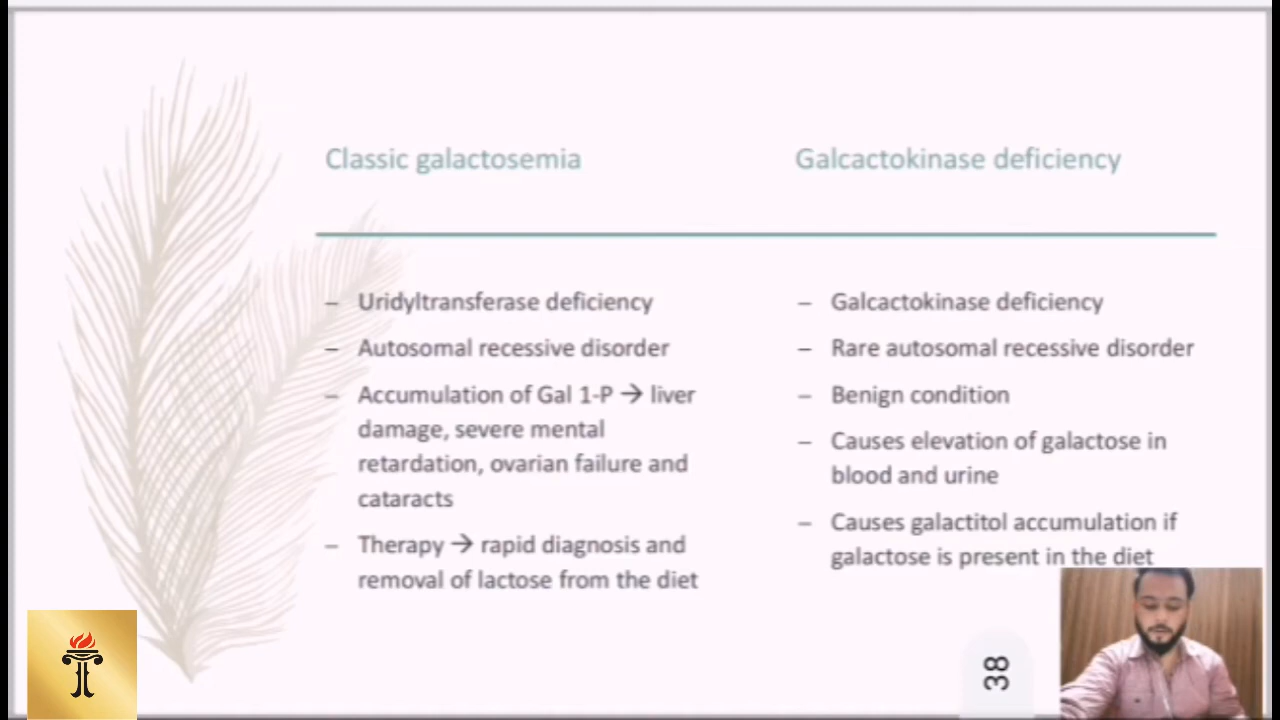 Classic galactosemia
– Uridyltransferase deficiency
– Autosomal recessive disorder
– Accumulation of Gal 1-P → liver
damage, severe mental
retardation, ovarian failure and
cataracts
– Therapy → rapid diagnosis and
removal of lactose from the diet
Galcactokinase deficiency
– Galcactokinase deficiency
– Rare autosomal recessive disorder
– Benign condition
– Causes elevation of galactose in
blood and urine
– Causes galactitol accumulation if
galactose is present in the diet
38